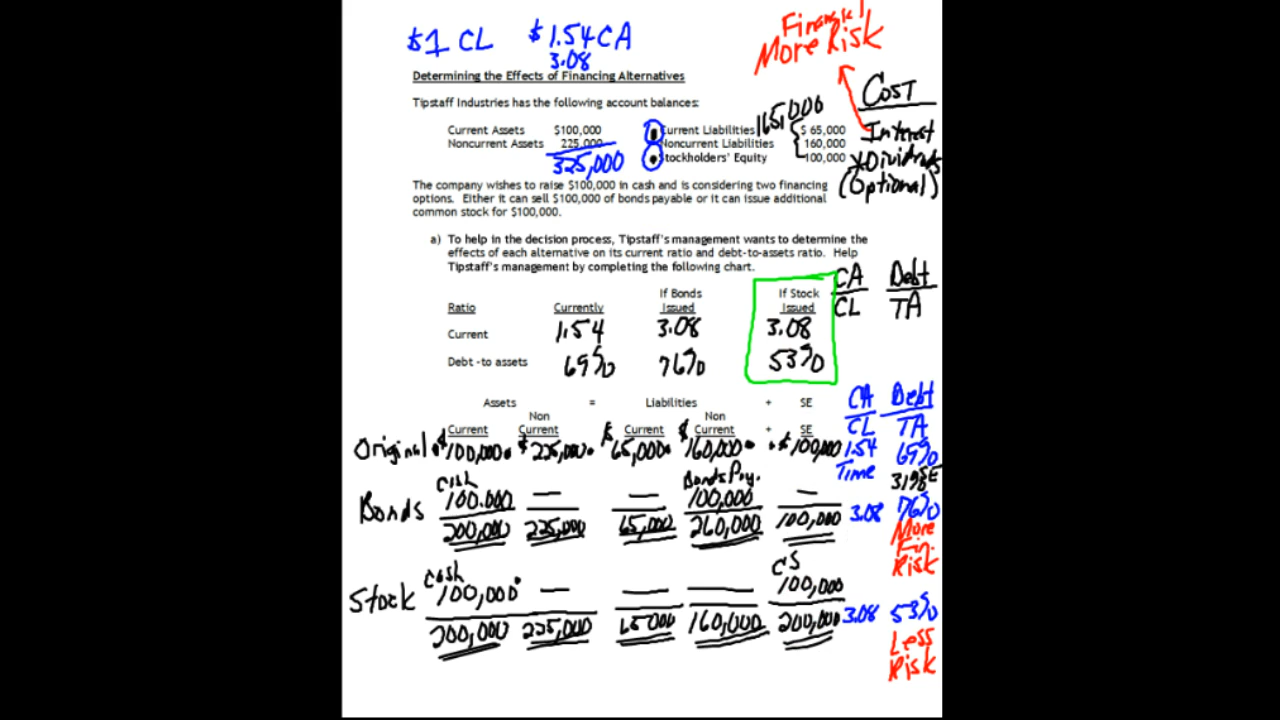 $1 CL $1.54 CA
3.08
Financial
More Risk
Determining the Effects of Financing Alternatives
Cost
Tipstaff Industries has the following account balances:
165,000
Current Assets $100,000 Current Liabilities $ 65,000 Interest
Noncurrent Assets 225,000 Noncurrent Liabilities 160,000
325,000 Stockholders' Equity 100,000 *Dividends
(Optional)
The company wishes to raise $100,000 in cash and is considering two financing
options. Either it can sell $100,000 of bonds payable or it can issue additional
common stock for $100,000.
a) To help in the decision process, Tipstaff's management wants to determine the
effects of each alternative on its current ratio and debt-to-assets ratio. Help
Tipstaff's management by completing the following chart.
CA Debt
CL TA
If Bonds If Stock
Ratio Currently Issued Issued
Current 1.54 3.08 3.08
Debt -to assets 69% 76% 53%
Assets = Liabilities + SE
Non Non
Current Current Current Current + SE
CA Debt
CL TA
Original $100,000 $225,000 $65,000 $160,000 $100,000 1.54 69%
Time 31% SE
Cash Bonds Pay.
Bonds 100.000 — — 100,000 —
200,000 225,000 65,000 260,000 100,000 3.08 76%
More
Fin.
Risk
Cash CS
Stock 100,000 — — — 100,000
200,000 225,000 65000 160,000 200,000 3.08 53%
Less
Risk